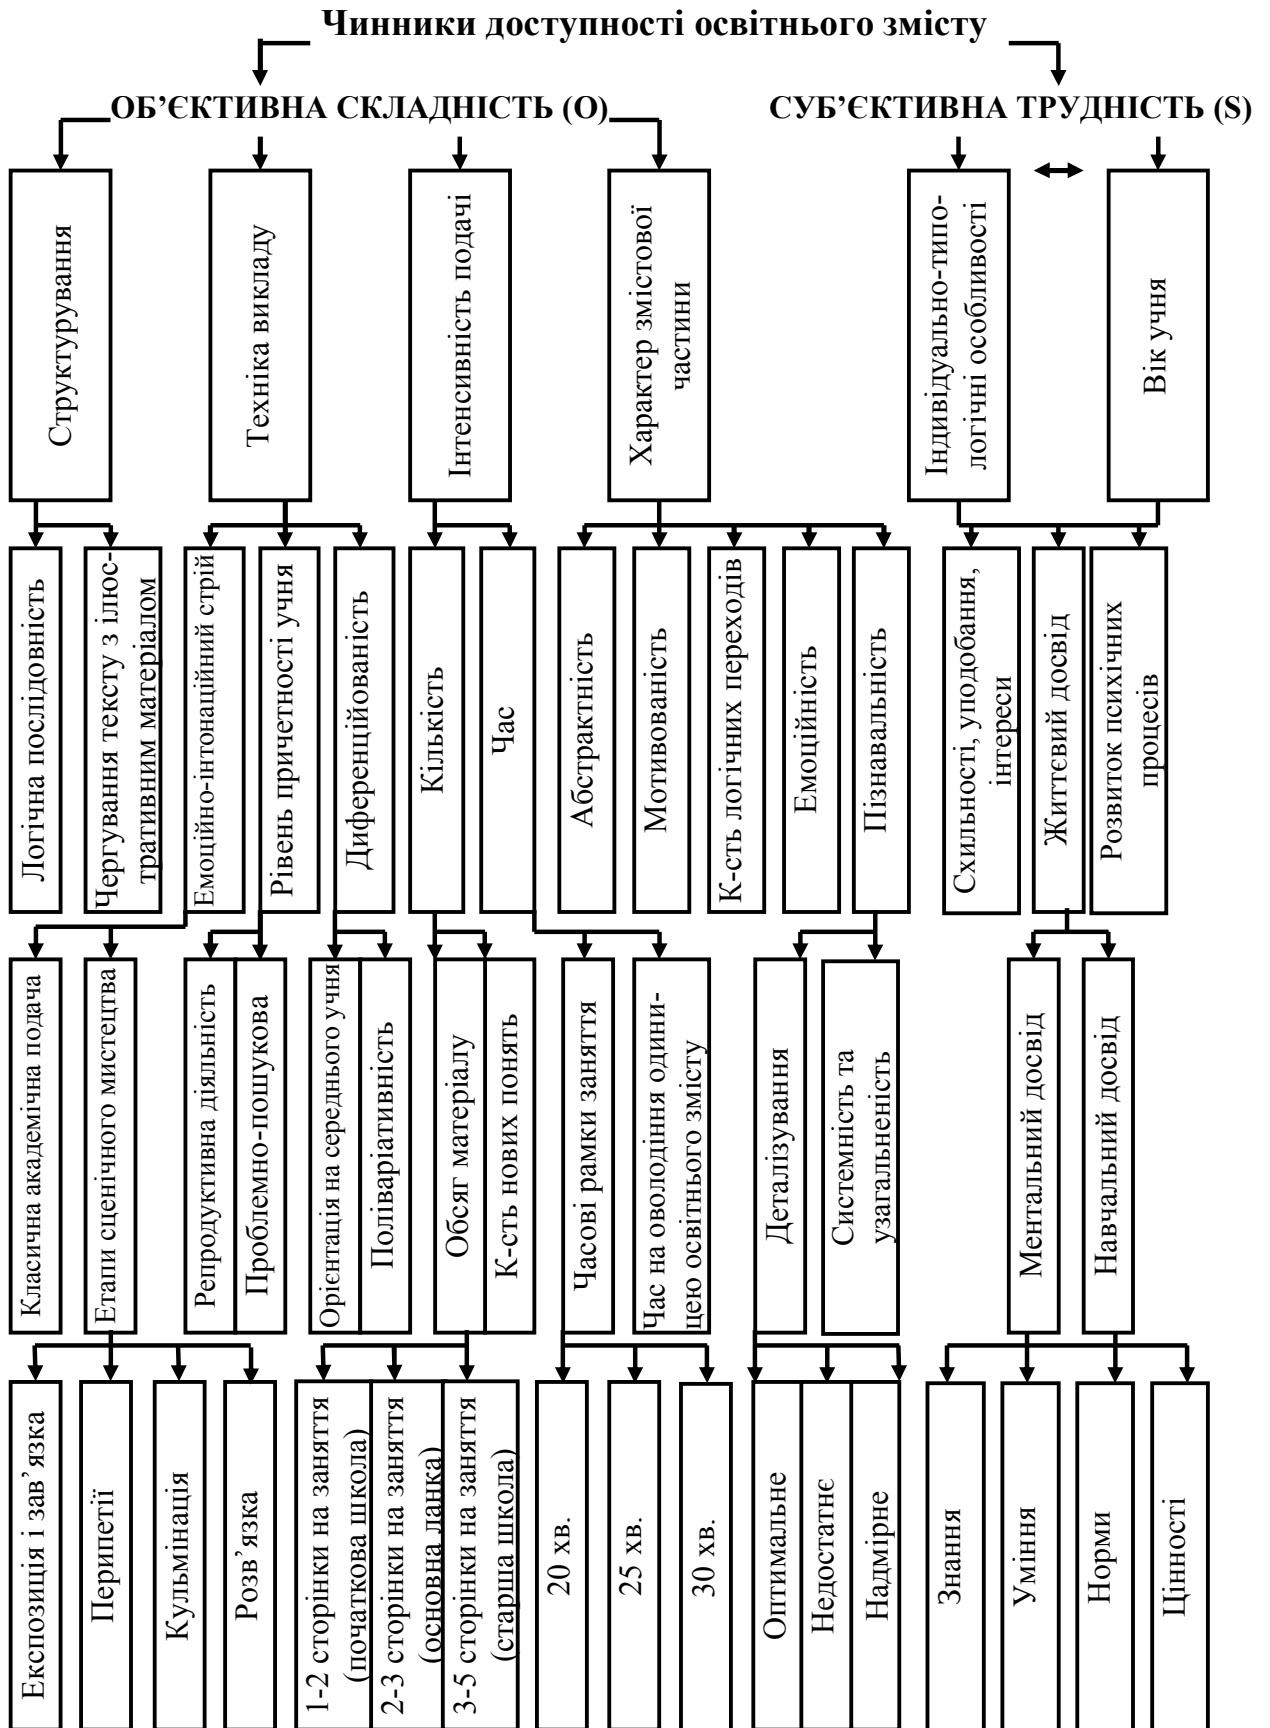 Чинники доступності освітнього змісту
ОБ’ЄКТИВНА СКЛАДНІСТЬ (О)
СУБ’ЄКТИВНА ТРУДНІСТЬ (S)
Структурування
Техніка викладу
Інтенсивність подачі
Характер змістової
частини
Індивідуально-типо-
логічні особливості
Вік учня
Логічна послідовність
Чергування тексту з ілюс-
тративним матеріалом
Емоційно-інтонаційний стрій
Рівень причетності учня
Диференційованість
Кількість
Час
Абстрактність
Мотивованість
К-сть логічних переходів
Емоційність
Пізнавальність
Схильності, уподобання,
інтереси
Життєвий досвід
Розвиток психічних
процесів
Класична академічна подача
Етапи сценічного мистецтва
Репродуктивна діяльність
Проблемно-пошукова
Орієнтація на середнього учня
Поліваріативність
Обсяг матеріалу
К-сть нових понять
Часові рамки заняття
Час на оволодіння одини-
цею освітнього змісту
Деталізування
Системність та
узагальненість
Ментальний досвід
Навчальний досвід
Експозиція і зав’язка
Перипетії
Кульмінація
Розв’язка
1-2 сторінки на заняття
(початкова школа)
2-3 сторінки на заняття
(основна ланка)
3-5 сторінки на заняття
(старша школа)
20 хв.
25 хв.
30 хв.
Оптимальне
Недостатнє
Надмірне
Знання
Уміння
Норми
Цінності